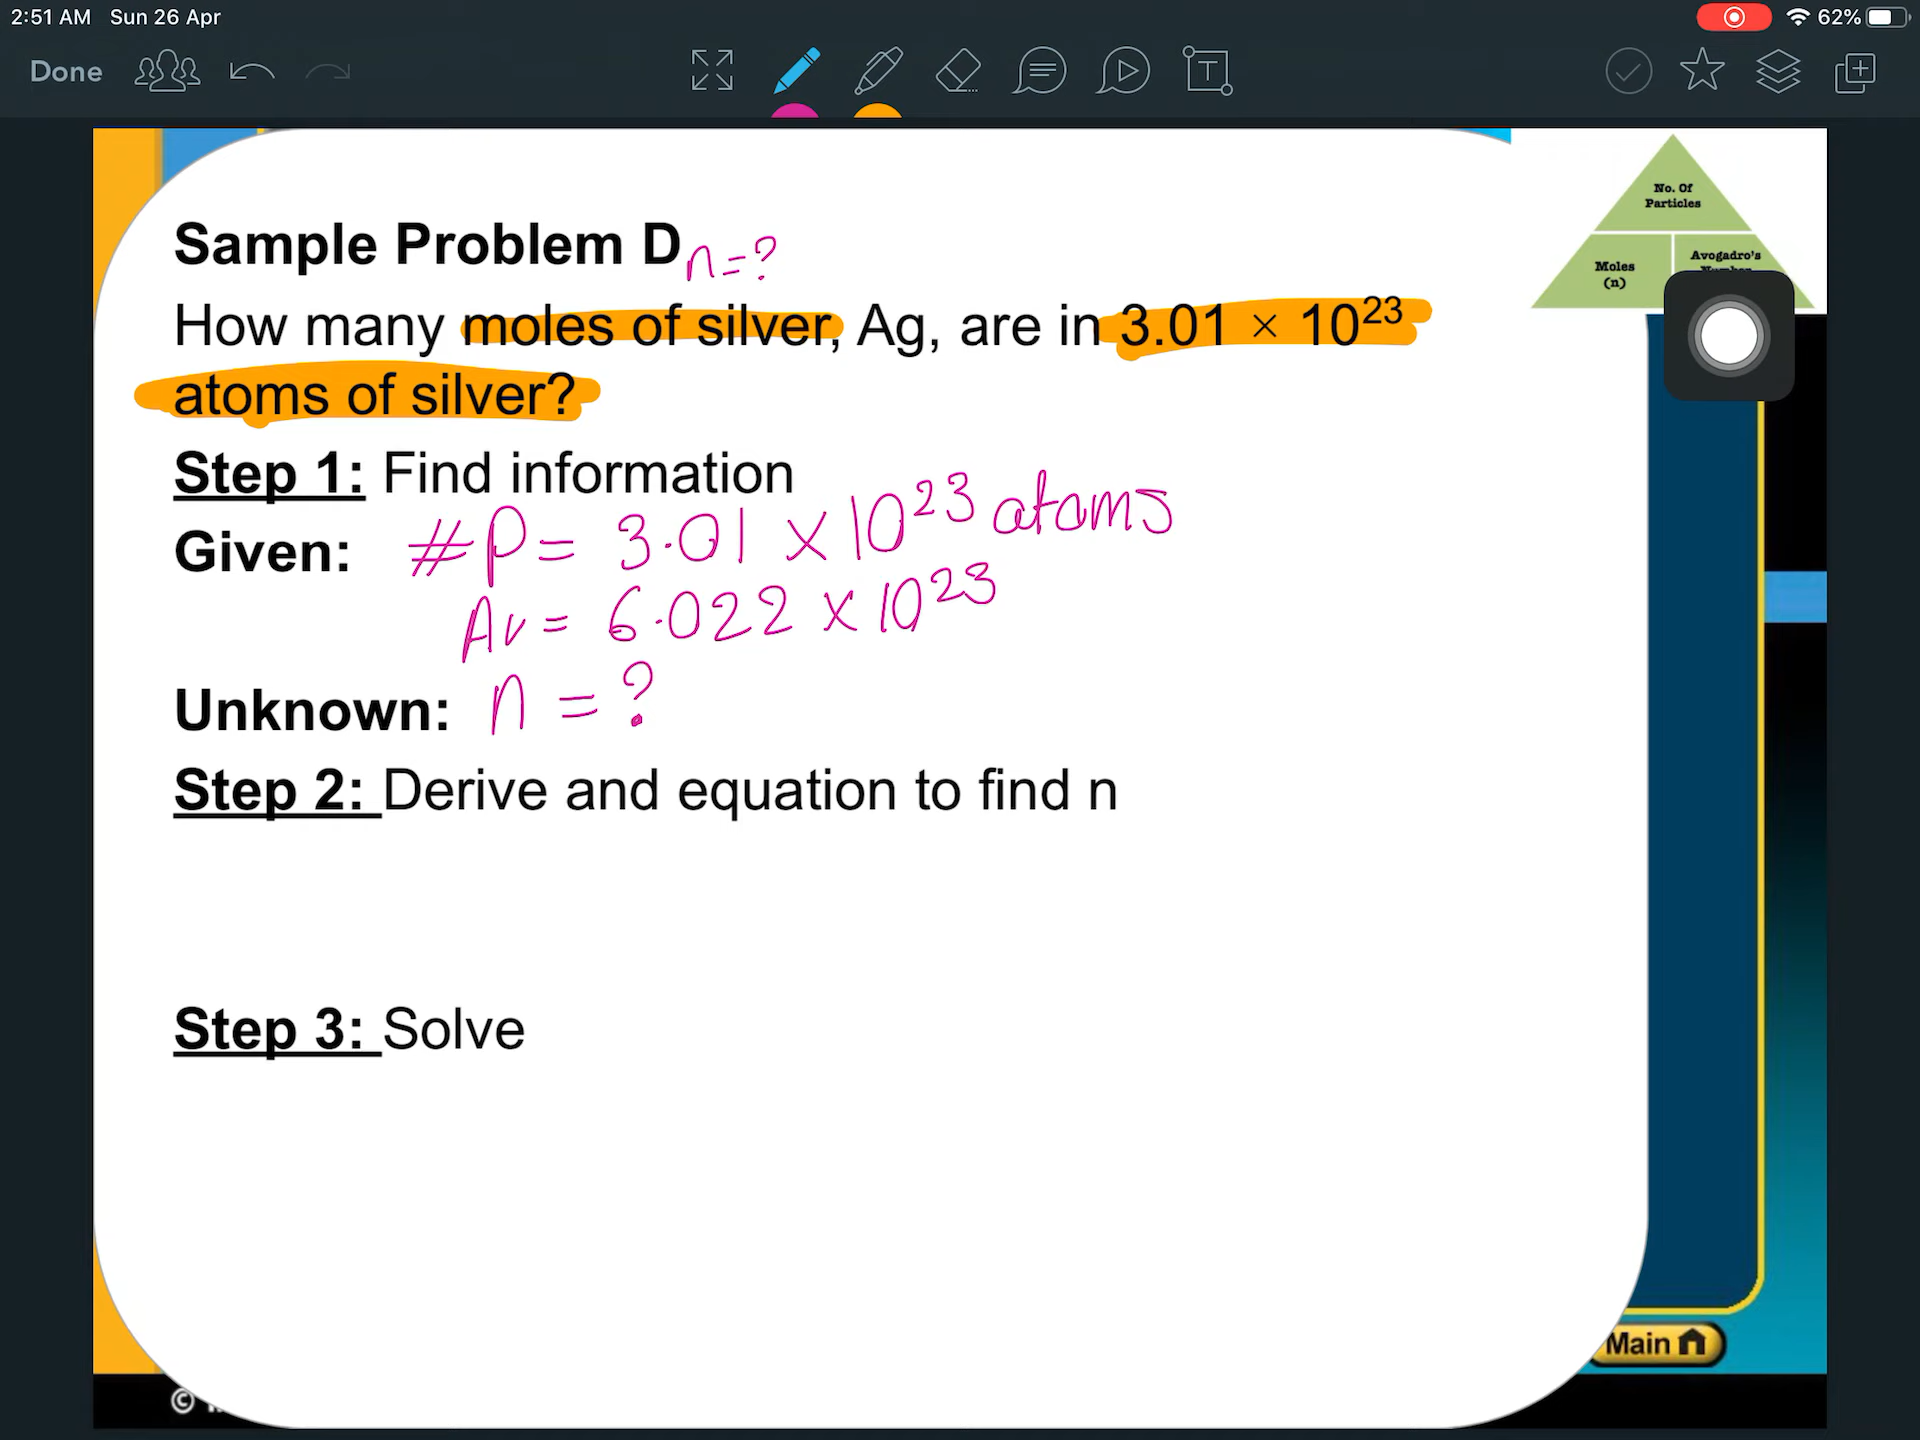 2:51 AM Sun 26 Apr
62%
Done
T
No. Of
Particles
Moles
(n)
Avogadro's
Sample Problem D
n=?
How many moles of silver, Ag, are in 3.01 × 10²³
atoms of silver?
Step 1: Find information
Given: #P = 3.01 × 10²³ atoms
Av = 6.022 × 10²³
Unknown: n = ?
Step 2: Derive and equation to find n
Step 3: Solve
Main
©